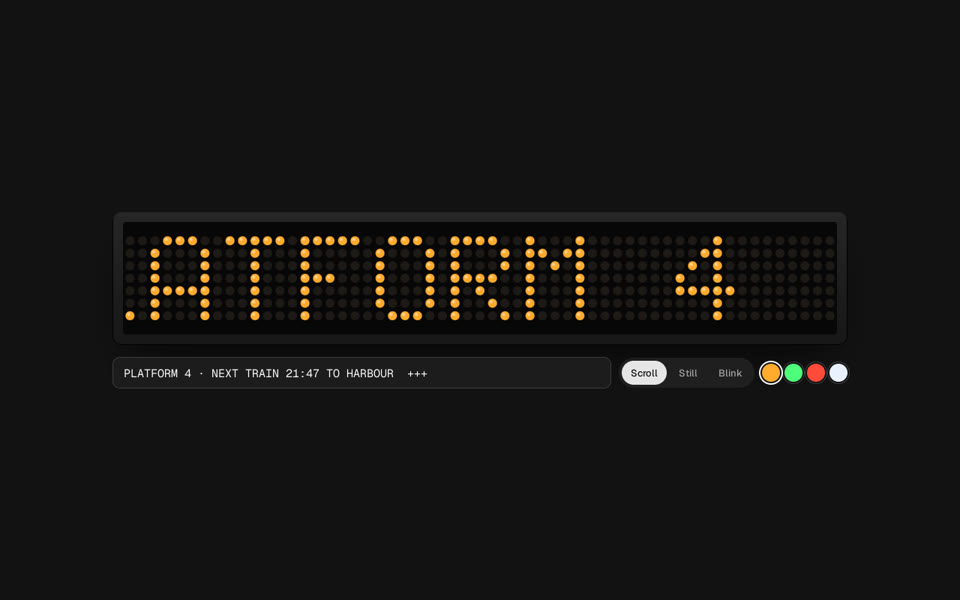 ATFORM 4
PLATFORM 4 · NEXT TRAIN 21:47 TO HARBOUR +++
Scroll Still Blink